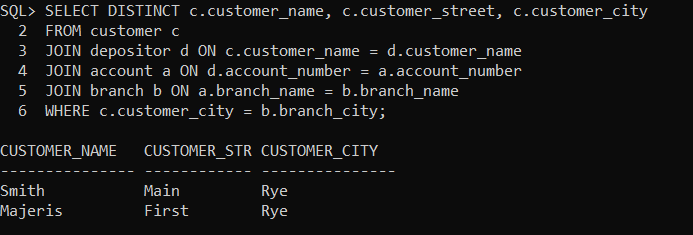 SQL> SELECT DISTINCT c.customer_name, c.customer_street, c.customer_city
  2  FROM customer c
  3  JOIN depositor d ON c.customer_name = d.customer_name
  4  JOIN account a ON d.account_number = a.account_number
  5  JOIN branch b ON a.branch_name = b.branch_name
  6  WHERE c.customer_city = b.branch_city;
CUSTOMER_NAME   CUSTOMER_STR CUSTOMER_CITY
--------------- ------------ ---------------
Smith           Main         Rye
Majeris         First        Rye